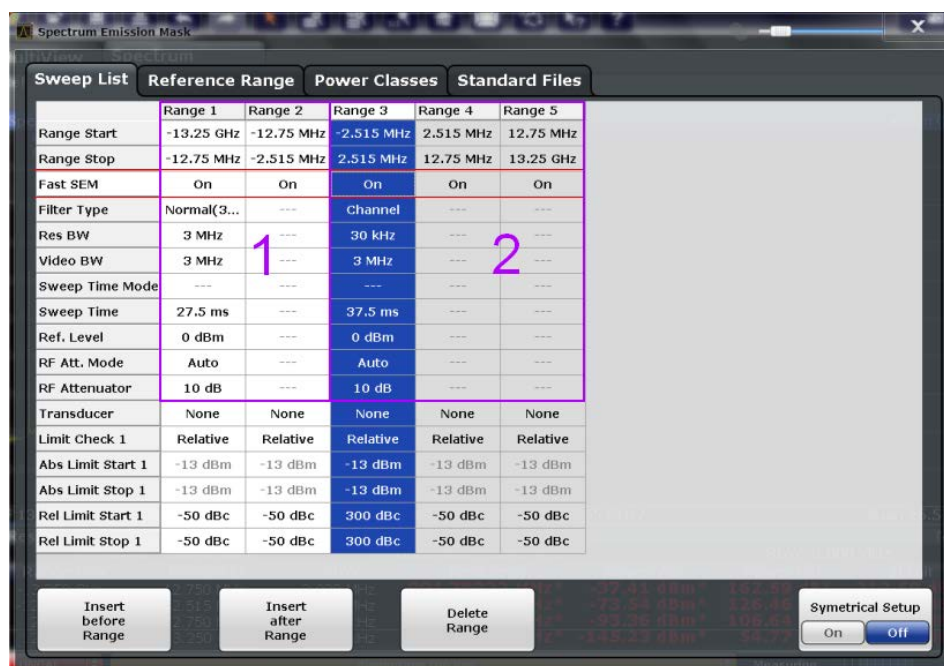 Spectrum Emission Mask
X
Sweep List Reference Range Power Classes Standard Files
Range 1 Range 2 Range 3 Range 4 Range 5
Range Start -13.25 GHz -12.75 MHz -2.515 MHz 2.515 MHz 12.75 MHz
Range Stop -12.75 MHz -2.515 MHz 2.515 MHz 12.75 MHz 13.25 GHz
Fast SEM On On On On On
Filter Type Normal(3... --- Channel --- ---
Res BW 3 MHz --- 30 kHz --- ---
Video BW 3 MHz --- 3 MHz --- ---
1 2
Sweep Time Mode --- --- --- --- ---
Sweep Time 27.5 ms --- 37.5 ms --- ---
Ref. Level 0 dBm --- 0 dBm --- ---
RF Att. Mode Auto --- Auto --- ---
RF Attenuator 10 dB --- 10 dB --- ---
Transducer None None None None None
Limit Check 1 Relative Relative Relative Relative Relative
Abs Limit Start 1 -13 dBm -13 dBm -13 dBm -13 dBm -13 dBm
Abs Limit Stop 1 -13 dBm -13 dBm -13 dBm -13 dBm -13 dBm
Rel Limit Start 1 -50 dBc -50 dBc 300 dBc -50 dBc -50 dBc
Rel Limit Stop 1 -50 dBc -50 dBc 300 dBc -50 dBc -50 dBc
Insert before Range
Insert after Range
Delete Range
Symetrical Setup
On Off